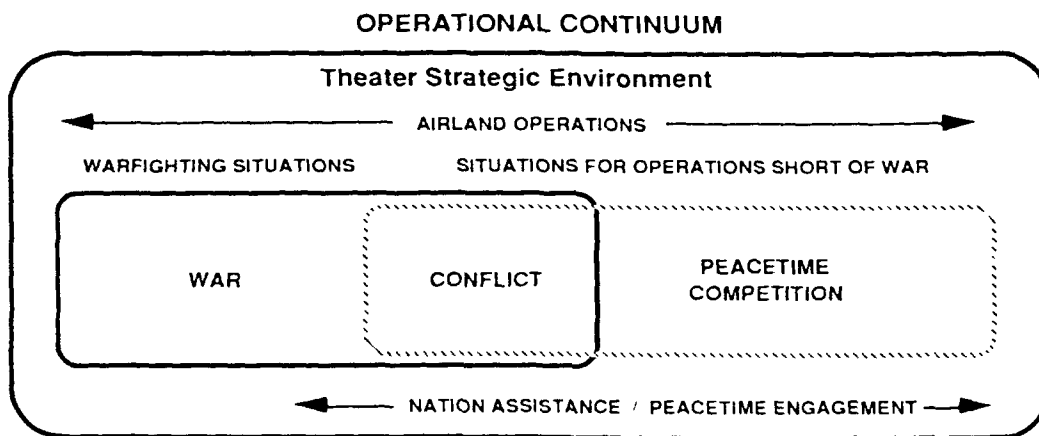 OPERATIONAL CONTINUUM
Theater Strategic Environment
AIRLAND OPERATIONS
WARFIGHTING SITUATIONS
SITUATIONS FOR OPERATIONS SHORT OF WAR
WAR
CONFLICT
PEACETIME
COMPETITION
NATION ASSISTANCE / PEACETIME ENGAGEMENT